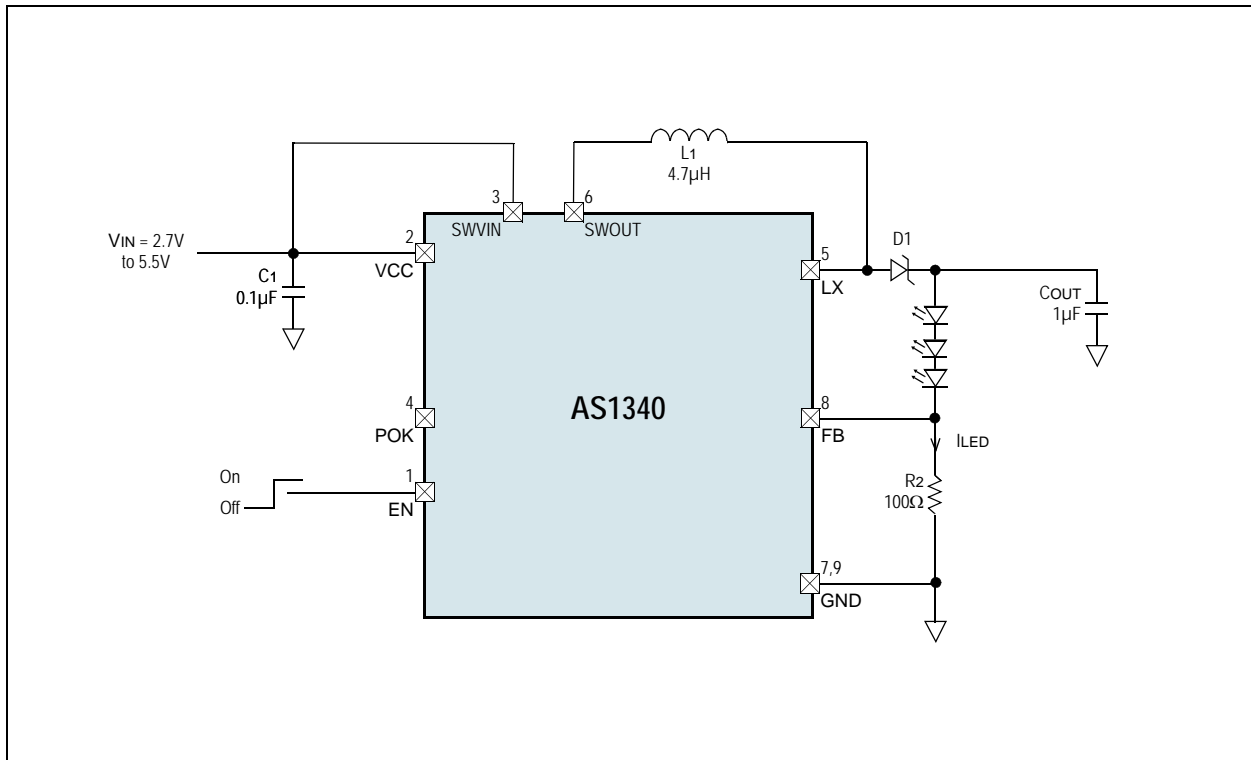 L1
4.7µH
3
6
SWVIN
SWOUT
VIN = 2.7V
to 5.5V
2
VCC
C1
0.1µF
5
LX
D1
COUT
1µF
AS1340
4
POK
8
FB
ILED
On
Off
1
EN
R2
100Ω
7,9
GND